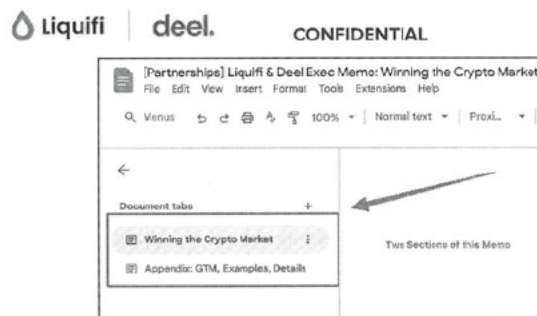 Liquifi deel.
CONFIDENTIAL
[Partnerships] Liquifi & Deel Exec Memo: Winning the Crypto Market
File Edit View Insert Format Tools Extensions Help
Menus 100% Normal text Proxi...
Document tabs +
Winning the Crypto Market
Appendix: GTM, Examples, Details
Two Sections of this Memo